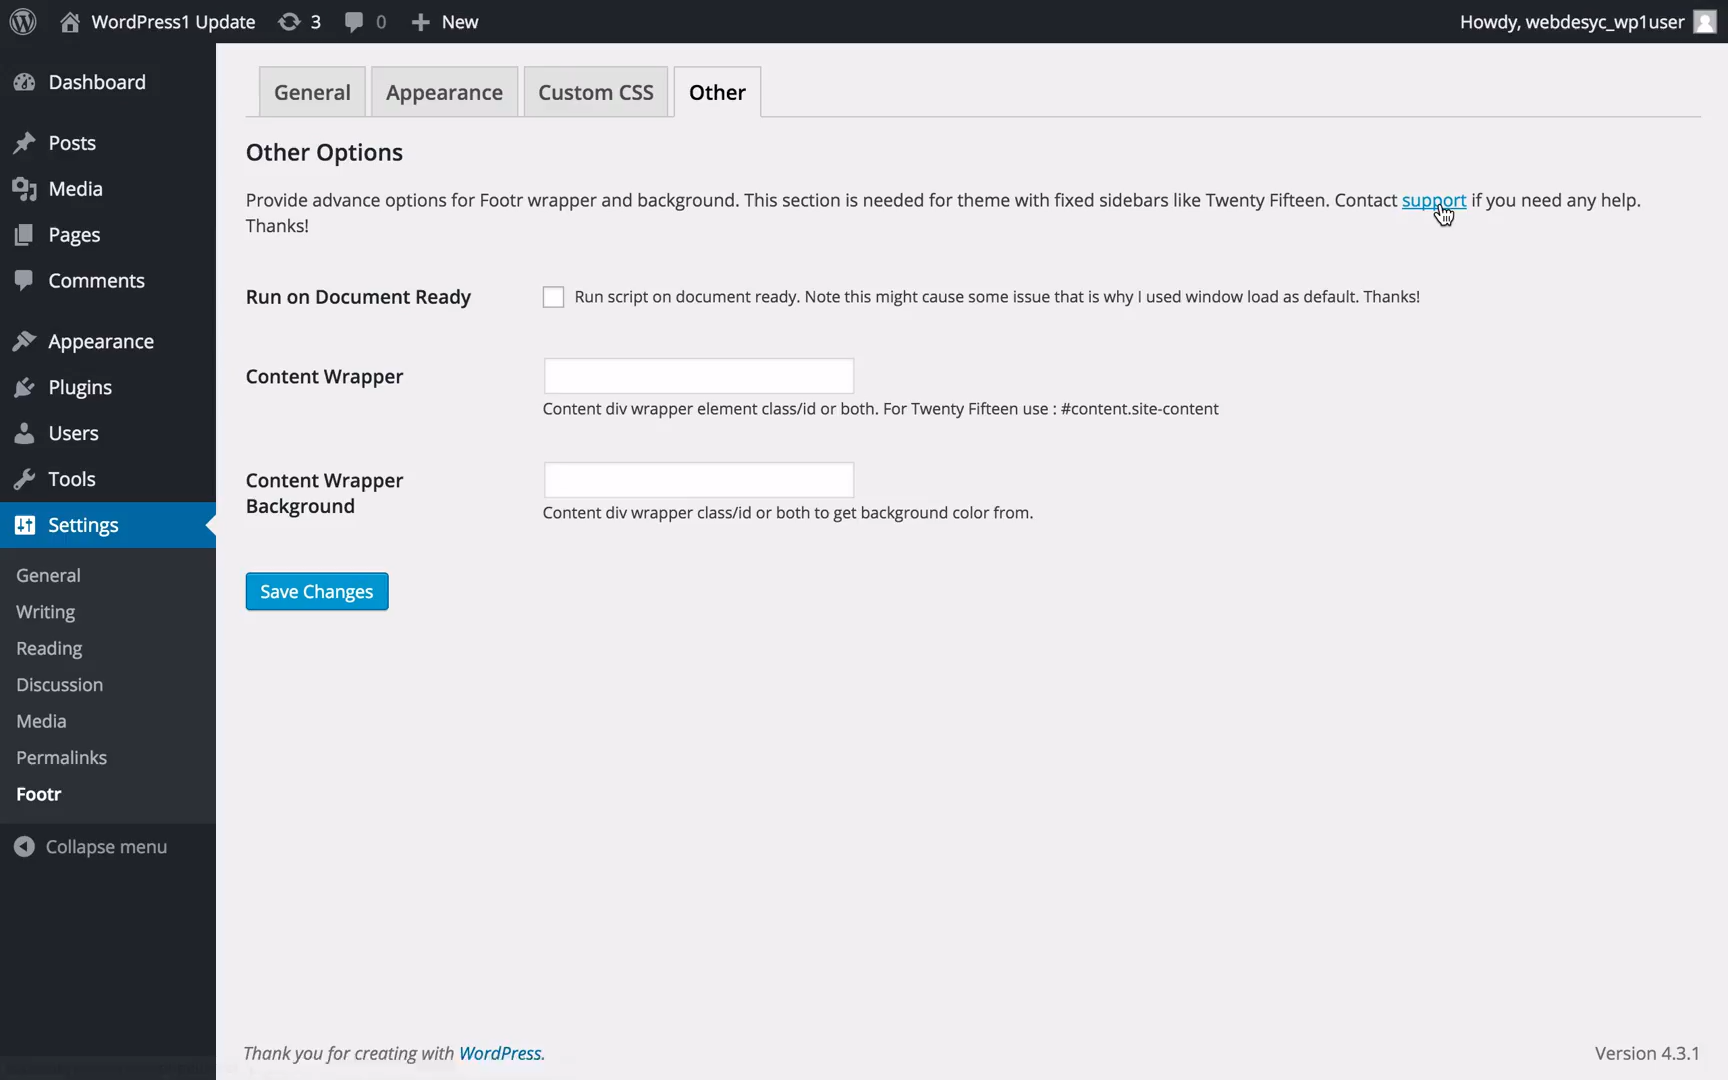 WordPress1 Update 3 0 New Howdy, webdesyc_wp1user
Dashboard
Posts
Media
Pages
Comments
Appearance
Plugins
Users
Tools
Settings
General
Writing
Reading
Discussion
Media
Permalinks
Footr
Collapse menu
General Appearance Custom CSS Other
Other Options
Provide advance options for Footr wrapper and background. This section is needed for theme with fixed sidebars like Twenty Fifteen. Contact support if you need any help.
Thanks!
Run on Document Ready Run script on document ready. Note this might cause some issue that is why I used window load as default. Thanks!
Content Wrapper
Content div wrapper element class/id or both. For Twenty Fifteen use : #content.site-content
Content Wrapper
Background
Content div wrapper class/id or both to get background color from.
Save Changes
Thank you for creating with WordPress. Version 4.3.1